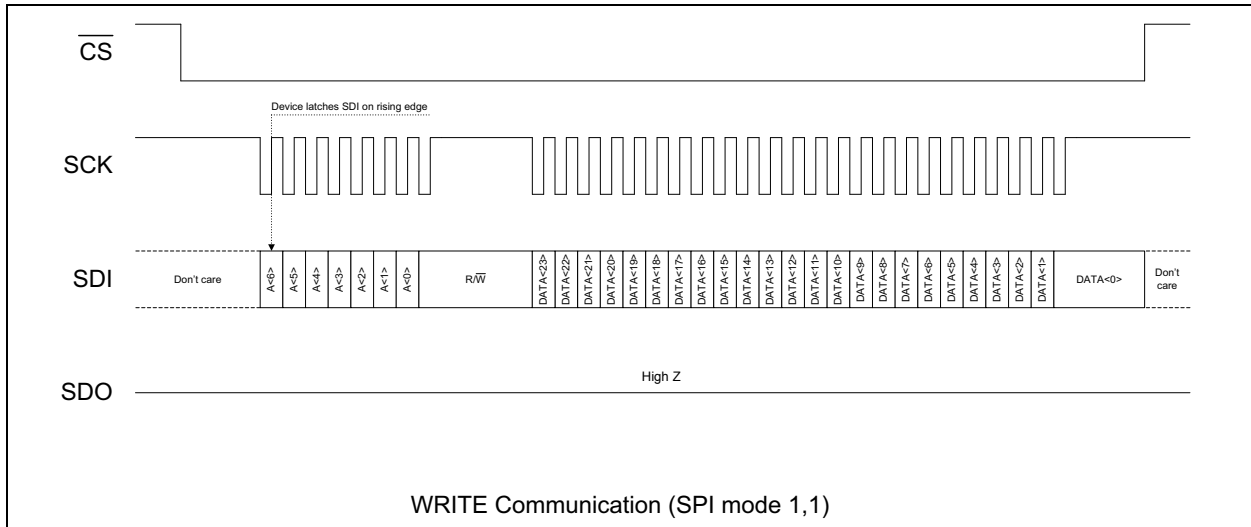 CS
Device latches SDI on rising edge
SCK
SDI
Don't care
A<6>
A<5>
A<4>
A<3>
A<2>
A<1>
A<0>
R/W
DATA<23>
DATA<22>
DATA<21>
DATA<20>
DATA<19>
DATA<18>
DATA<17>
DATA<16>
DATA<15>
DATA<14>
DATA<13>
DATA<12>
DATA<11>
DATA<10>
DATA<9>
DATA<8>
DATA<7>
DATA<6>
DATA<5>
DATA<4>
DATA<3>
DATA<2>
DATA<1>
DATA<0>
Don't
care
SDO
High Z
WRITE Communication (SPI mode 1,1)